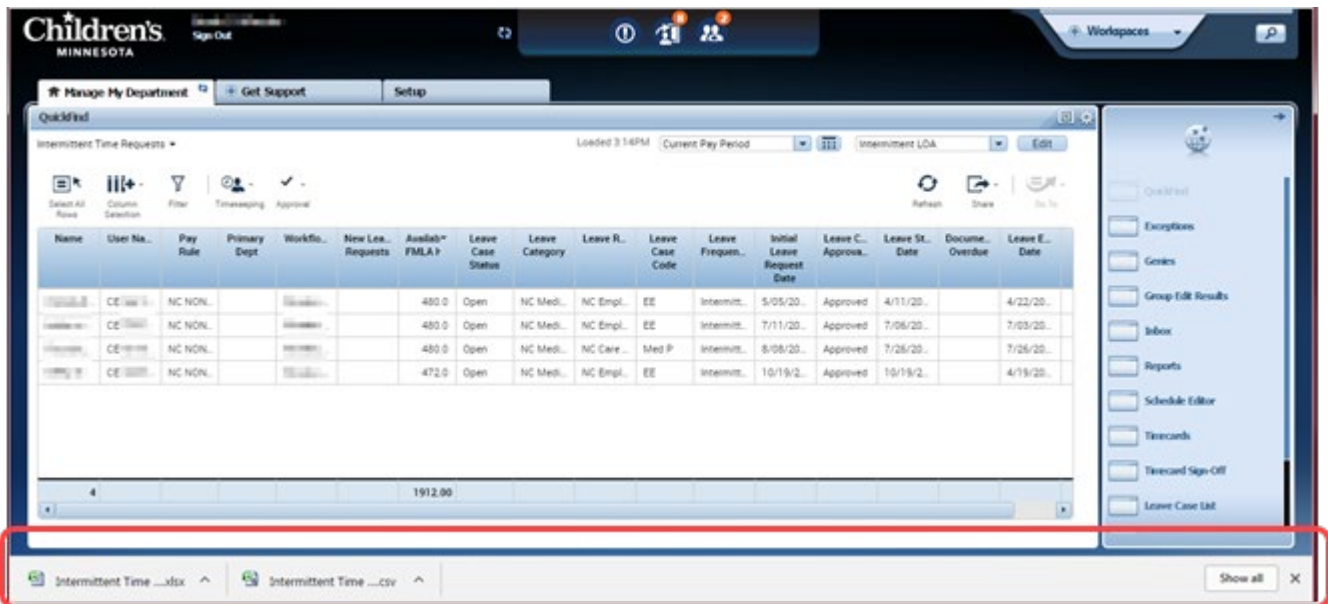 Children's
MINNESOTA
Sign Out
8
2
Workspaces
Manage My Department
Get Support
Setup
QuickFind
Intermittent Time Requests
Loaded 3:14PM
Current Pay Period
Intermittent LOA
Edit
Select All Rows
Column Selection
Filter
Timekeeping
Approval
Refresh
Share
Go To
Name User Na... Pay Rule Primary Dept Workflo... New Lea... Requests Availab FMLA Leave Case Status Leave Category Leave R... Leave Case Code Leave Frequen... Initial Leave Request Date Leave C... Approva... Leave St... Date Docume... Overdue Leave E... Date
CE NC NON... 480.0 Open NC Medi... NC Empl... EE Intermitt... 5/05/20... Approved 4/11/20... 4/22/20...
CE NC NON... 480.0 Open NC Medi... NC Empl... EE Intermitt... 7/11/20... Approved 7/06/20... 7/03/20...
CE NC NON... 480.0 Open NC Medi... NC Care ... Med P Intermitt... 8/08/20... Approved 7/26/20... 7/26/20...
CE NC NON... 472.0 Open NC Medi... NC Empl... EE Intermitt... 10/19/2... Approved 10/19/2... 4/19/20...
4 1912.00
QuickFind
Exceptions
Genies
Group Edit Results
Inbox
Reports
Schedule Editor
Timecards
Timecard Sign-Off
Leave Case List
Intermittent Time ....xlsx
Intermittent Time ....csv
Show all